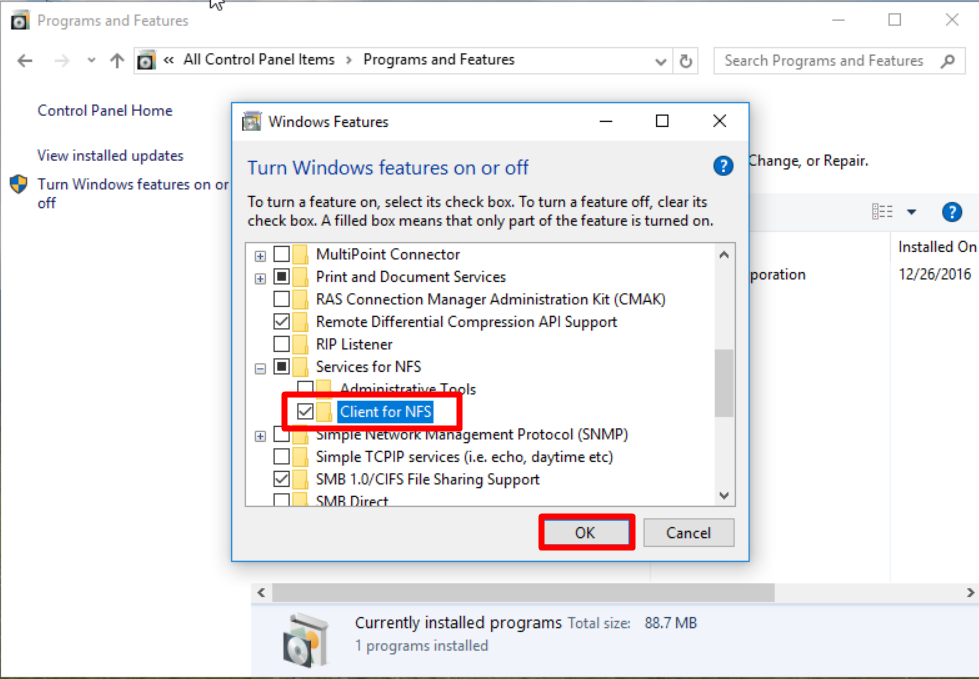 Programs and Features
« All Control Panel Items > Programs and Features
Search Programs and Features
Control Panel Home
View installed updates
Turn Windows features on or
off
Change, or Repair.
Installed On
poration
12/26/2016
Windows Features
Turn Windows features on or off
?
To turn a feature on, select its check box. To turn a feature off, clear its
check box. A filled box means that only part of the feature is turned on.
MultiPoint Connector
Print and Document Services
RAS Connection Manager Administration Kit (CMAK)
Remote Differential Compression API Support
RIP Listener
Services for NFS
Administrative Tools
Client for NFS
Simple Network Management Protocol (SNMP)
Simple TCPIP services (i.e. echo, daytime etc)
SMB 1.0/CIFS File Sharing Support
SMB Direct
OK
Cancel
?
Currently installed programs Total size: 88.7 MB
1 programs installed